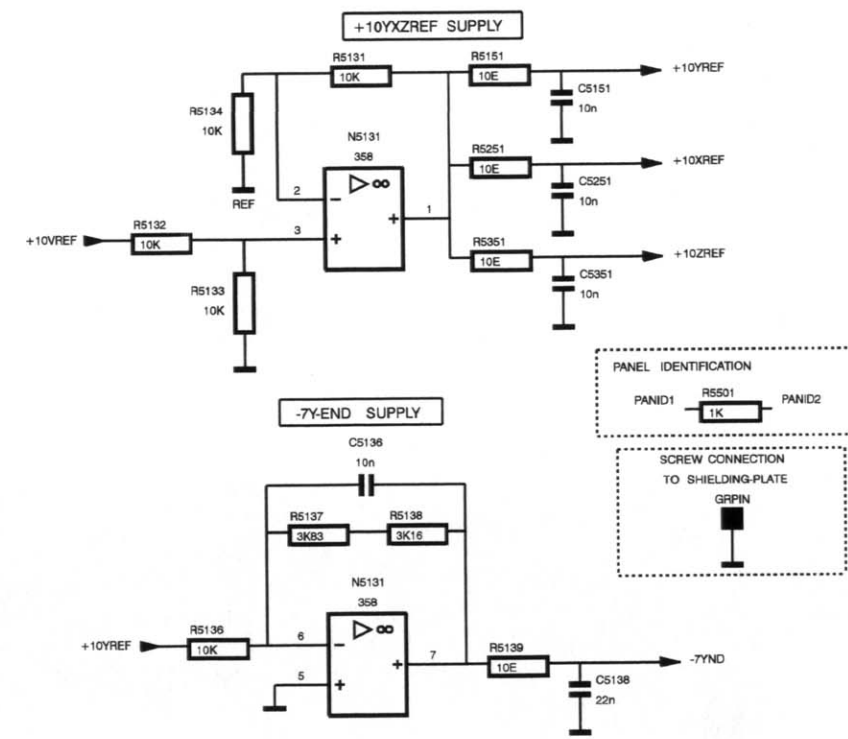 +10YXZREF SUPPLY
R5131
10K
R5151
10E
+10YREF
C5151
10n
R5134
10K
REF
N5131
358
▷∞
2
−
3
+
+
1
R5251
10E
+10XREF
C5251
10n
+10VREF
R5132
10K
R5351
10E
+10ZREF
C5351
10n
R5133
10K
PANEL IDENTIFICATION
PANID1
R5501
1K
PANID2
-7Y-END SUPPLY
C5136
10n
R5137
3K83
R5138
3K16
SCREW CONNECTION
TO SHIELDING-PLATE
GRPIN
N5131
358
▷∞
+10YREF
R5136
10K
6
−
5
+
+
7
R5139
10E
-7YND
C5138
22n